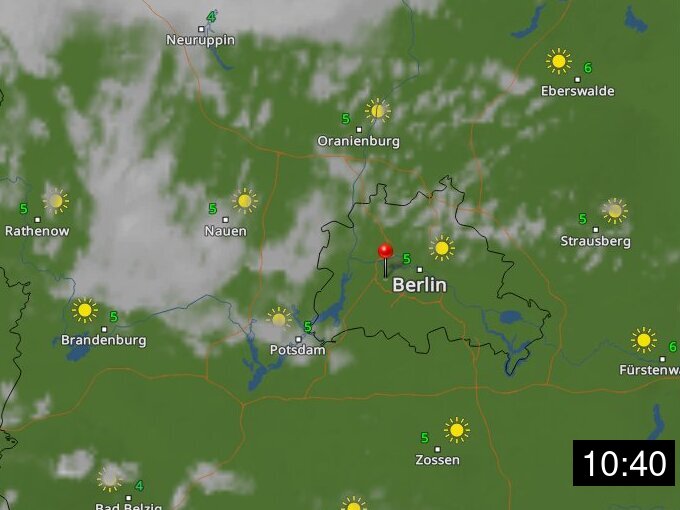 4
Neuruppin
6
Eberswalde
5
Oranienburg
5
Rathenow
5
Nauen
5
Strausberg
5
Berlin
5
Brandenburg
5
Potsdam
6
Fürstenwa
5
Zossen
10:40
4
Bad Belzig